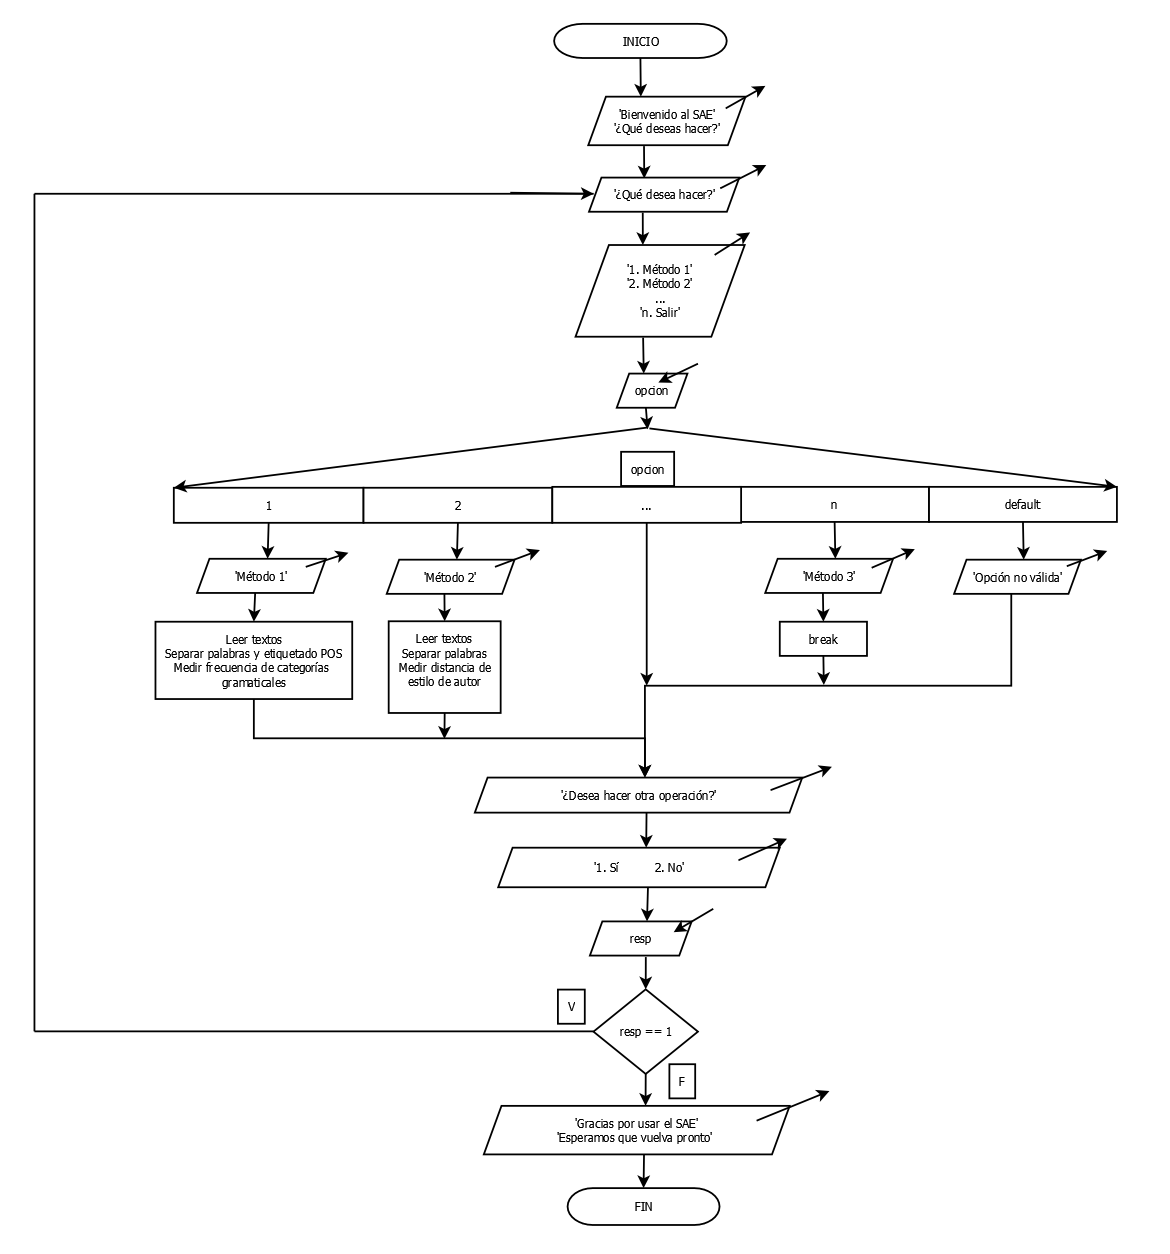 INICIO
'Bienvenido al SAE'
'¿Qué deseas hacer?'
'¿Qué desea hacer?'
'1. Método 1'
'2. Método 2'
...
'n. Salir'
opcion
opcion
1
2
...
n
default
'Método 1'
'Método 2'
'Método 3'
'Opción no válida'
Leer textos
Separar palabras y etiquetado POS
Medir frecuencia de categorías
gramaticales
Leer textos
Separar palabras
Medir distancia de
estilo de autor
break
'¿Desea hacer otra operación?'
'1. Sí 2. No'
resp
V
resp == 1
F
'Gracias por usar el SAE'
'Esperamos que vuelva pronto'
FIN